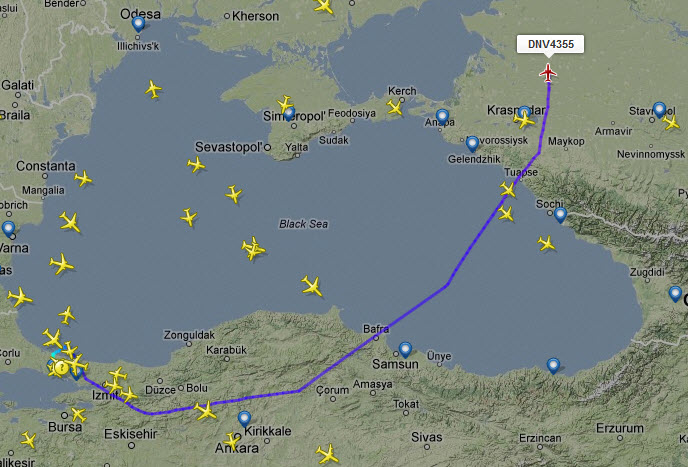 Bender
Kherson
Odesa
Illichivs'k
DNV4355
Galati
Braila
Kerch
Simferopol'
Feodosiya
Anapa
Krasnodar
Stavropol
Armavir
Sevastopol'
Sudak
Yalta
Novorossiysk
Maykop
Nevinnomyssk
Gelendzhik
Constanta
Mangalia
Tuapse
Sochi
Black Sea
Varna
Zugdidi
Zonguldak
Karabük
Bafra
Samsun
Ünye
Corlu
Izmit
Düzce
Bolu
Çorum
Amasya
Tokat
Bursa
Eskisehir
Kirikkale
Ankara
Sivas
Erzincan
Erzurum